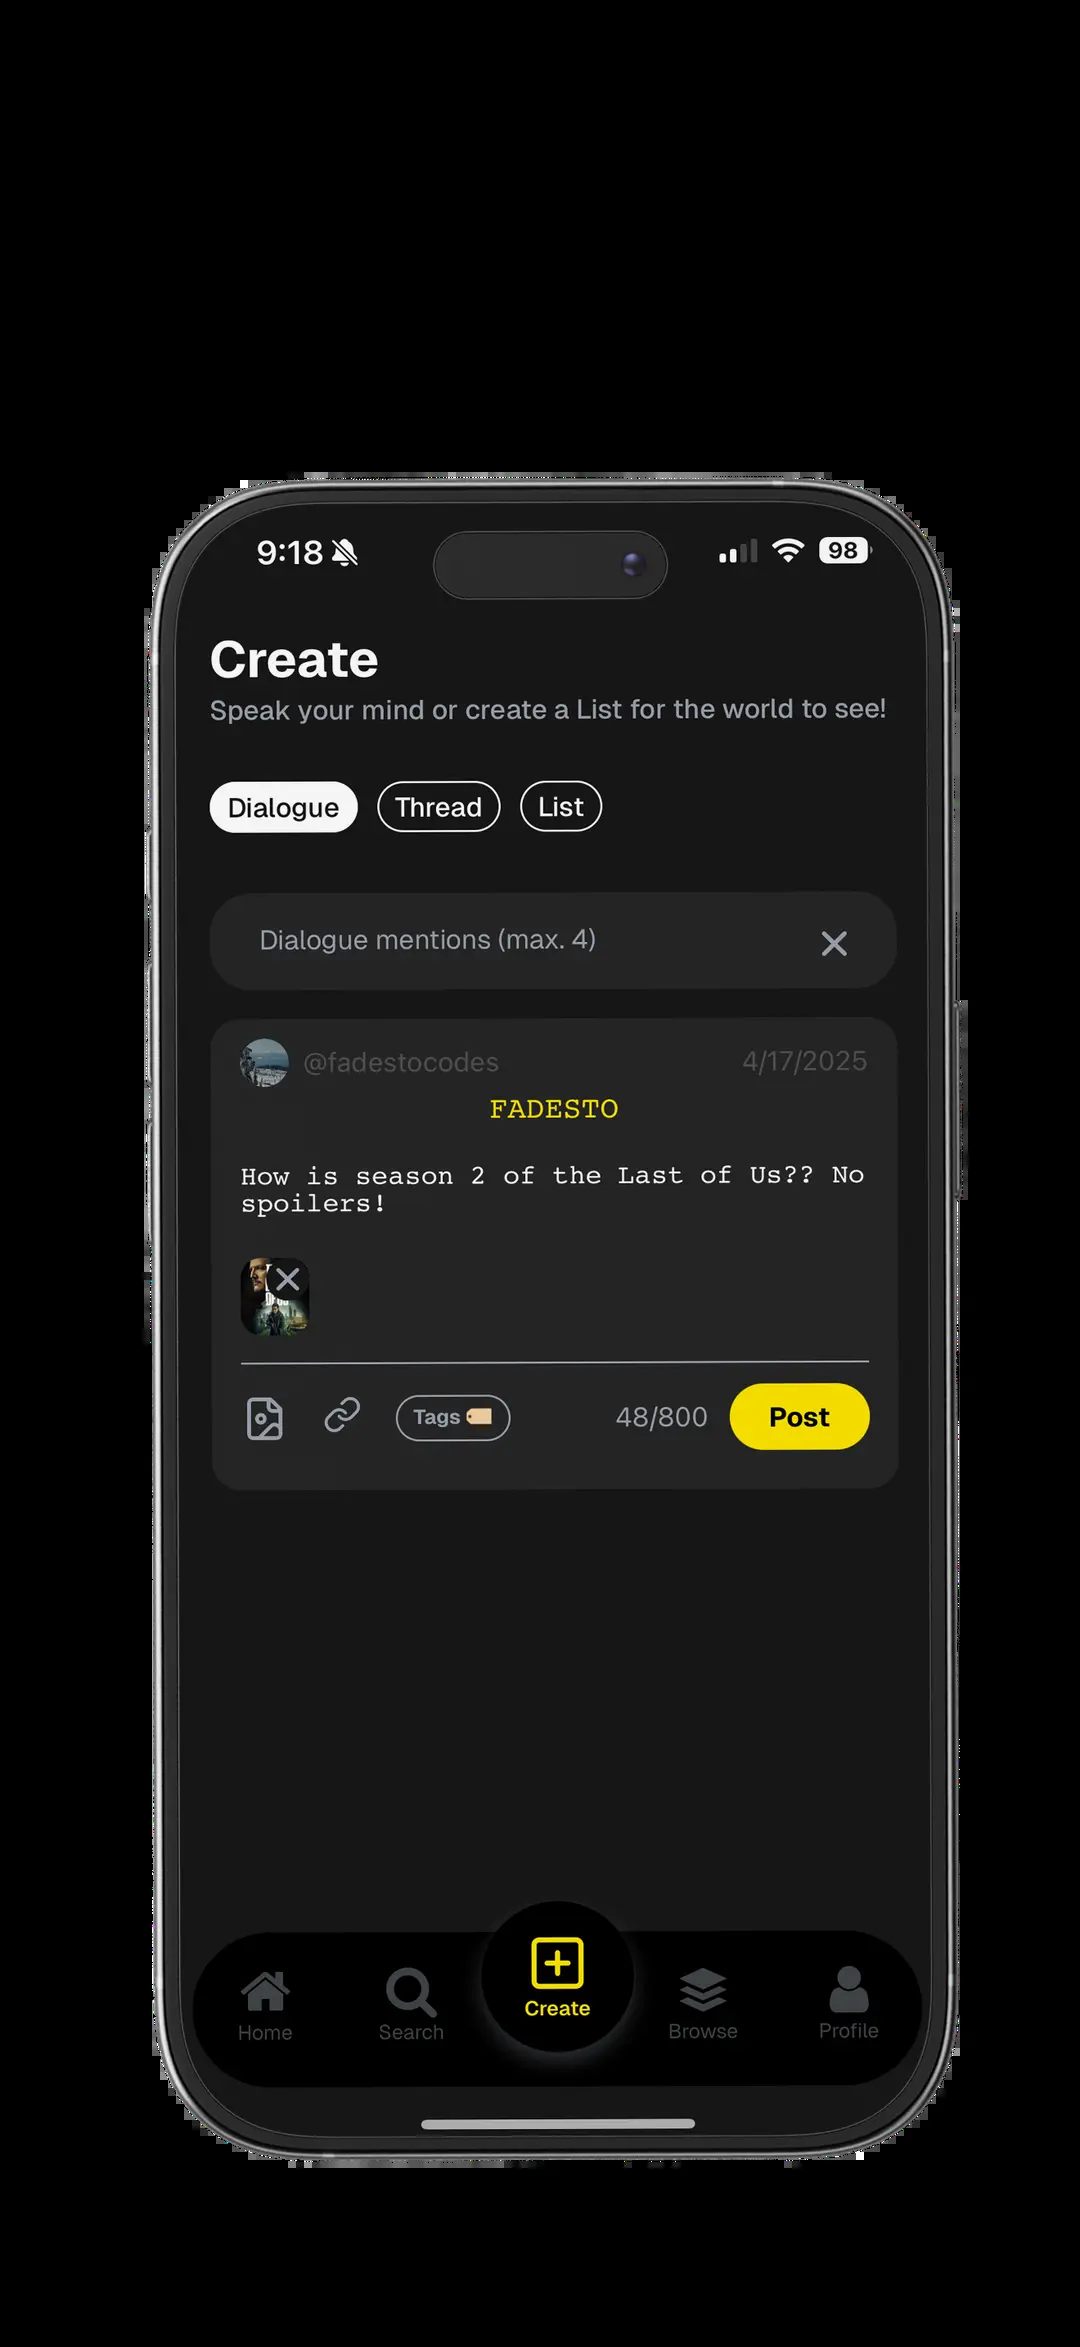 9:18
98
Create
Speak your mind or create a List for the world to see!
Dialogue Thread List
Dialogue mentions (max. 4)
@fadestocodes 4/17/2025
FADESTO
How is season 2 of the Last of Us?? No
spoilers!
Tags 48/800 Post
Home Search Create Browse Profile